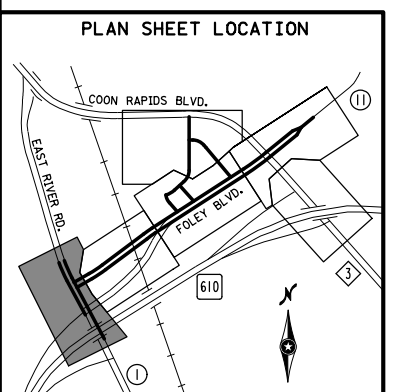 PLAN SHEET LOCATION
COON RAPIDS BLVD.
11
EAST RIVER RD.
FOLEY BLVD.
610
3
N
1